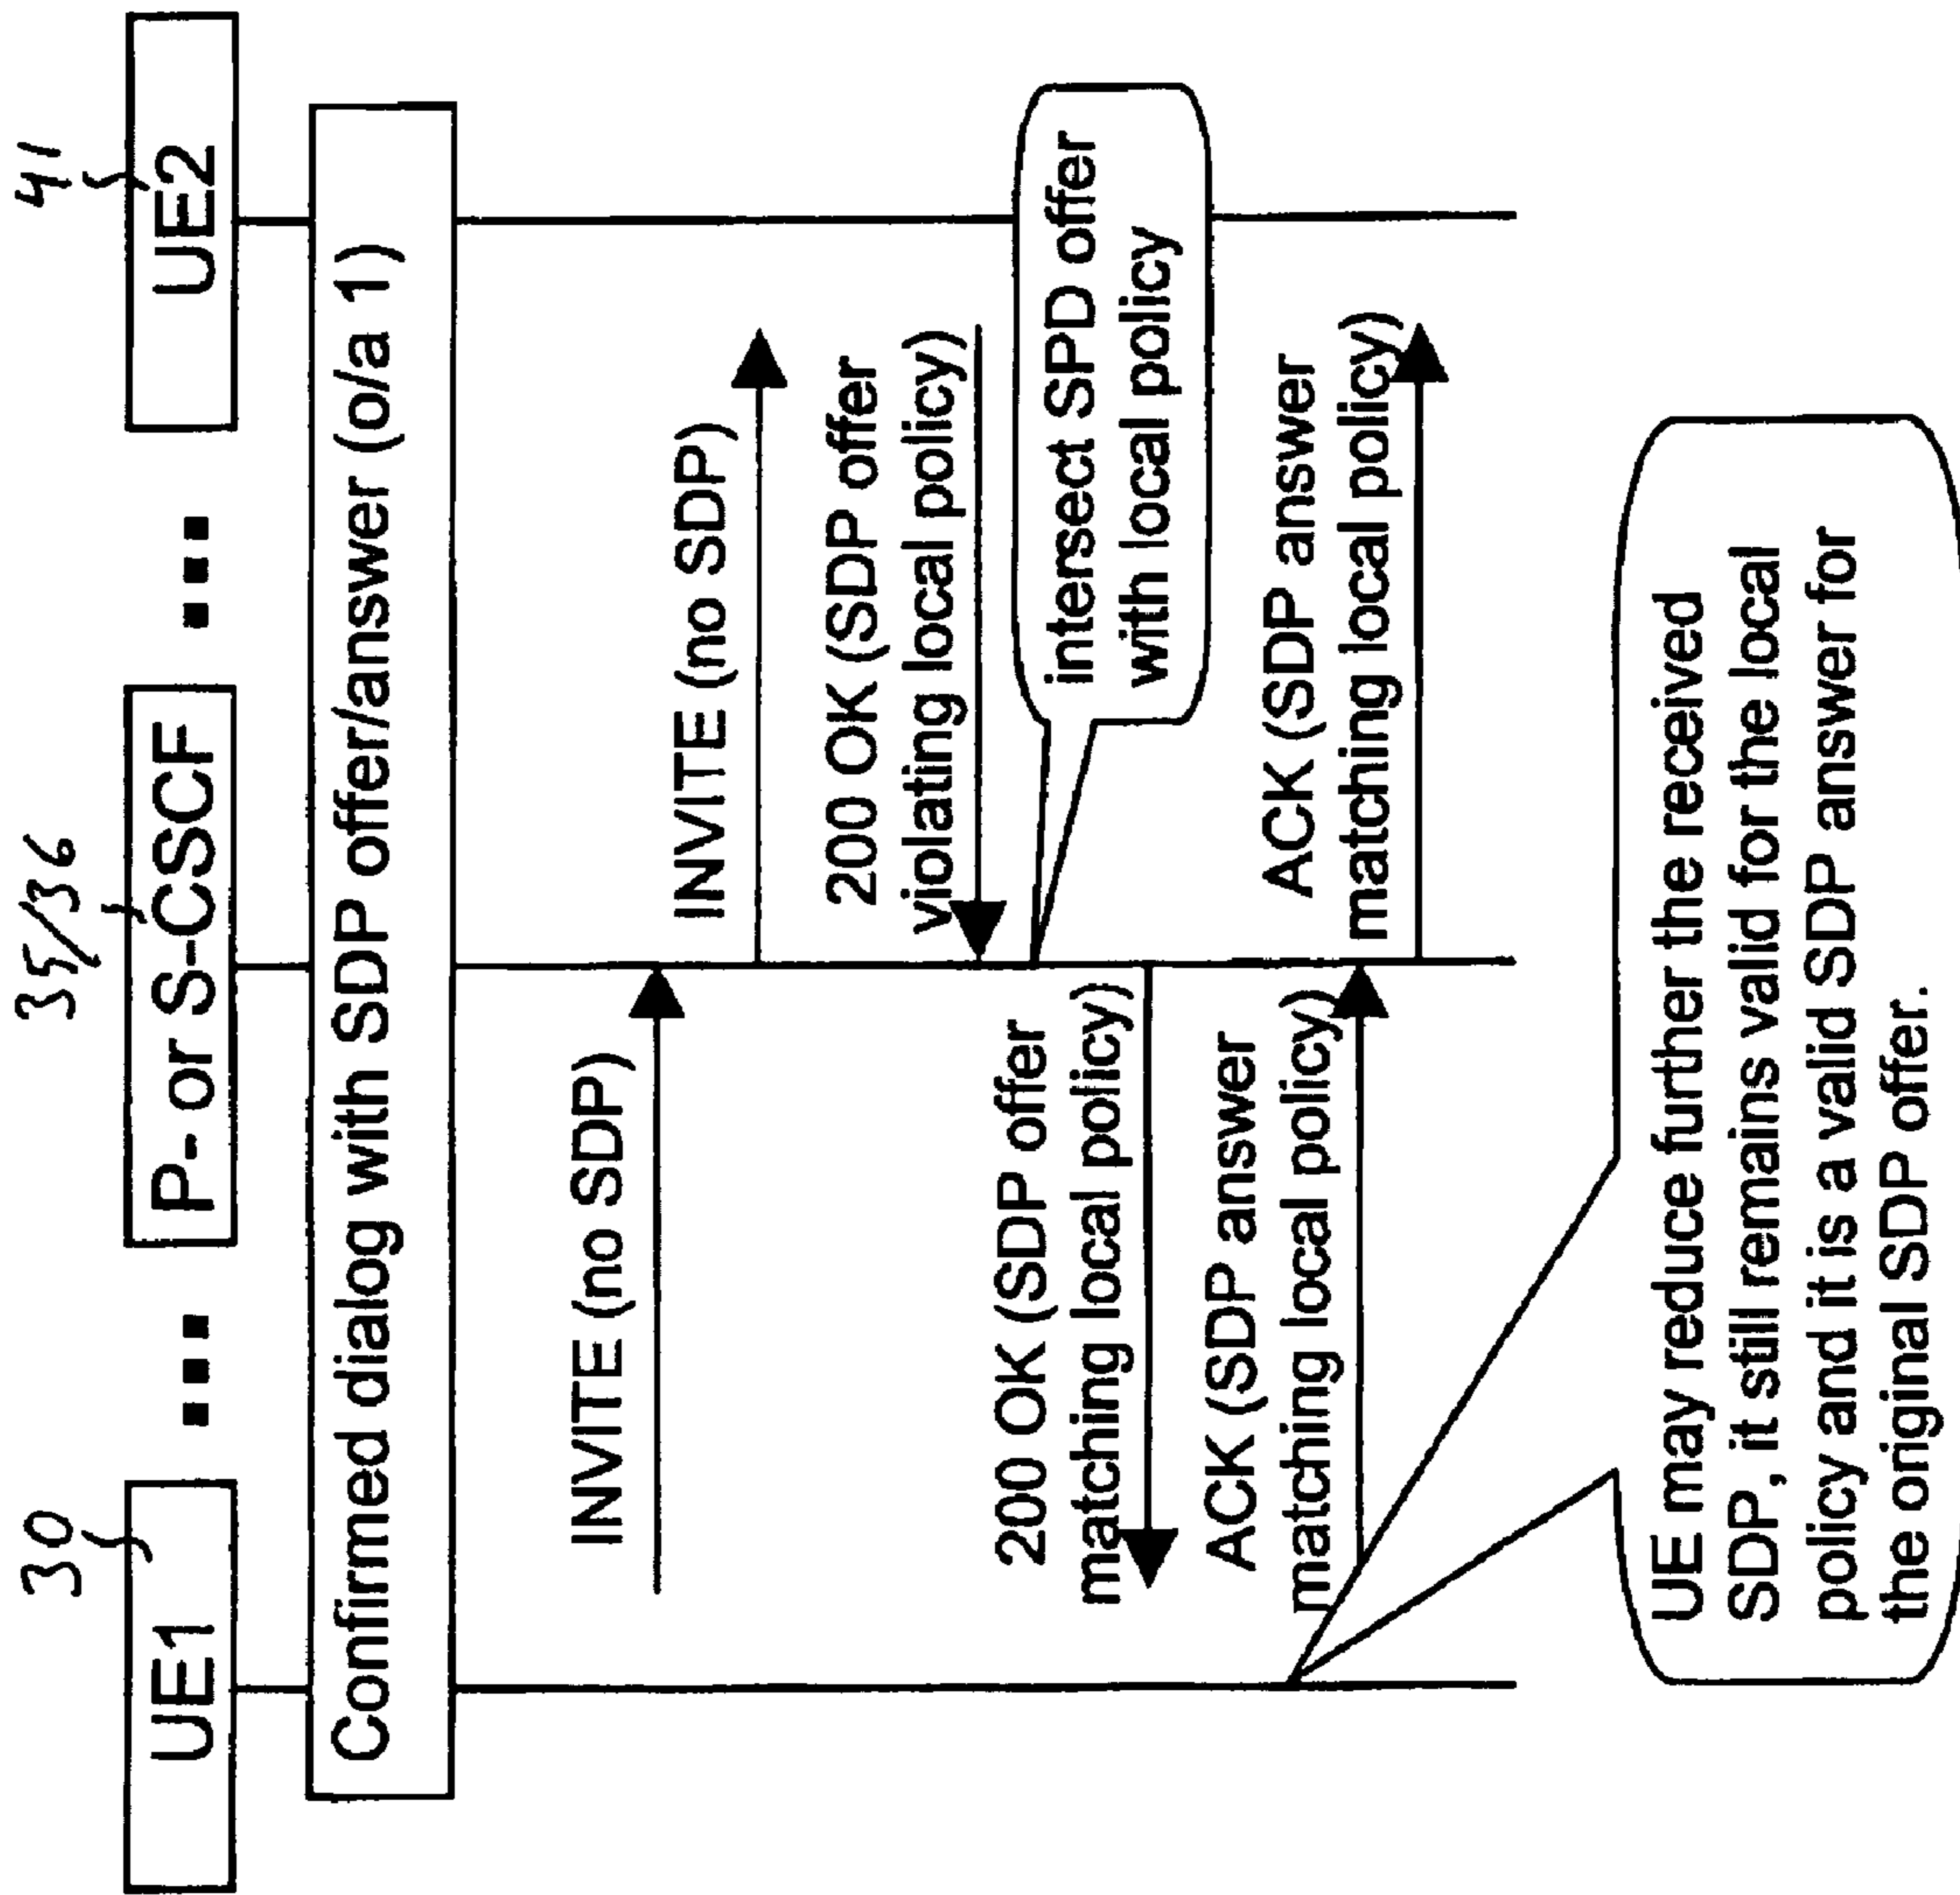 30
35/36
41
UE1
P- or S-CSCF
UE2
Confirmed dialog with SDP offer/answer (o/a 1)
INVITE (no SDP)
INVITE (no SDP)
200 OK (SDP offer
violating local policy)
intersect SPD offer
with local policy
200 OK (SDP offer
matching local policy)
ACK (SDP answer
matching local policy)
ACK (SDP answer
matching local policy)
UE may reduce further the received
SDP, it still remains valid for the local
policy and it is a valid SDP answer for
the original SDP offer.